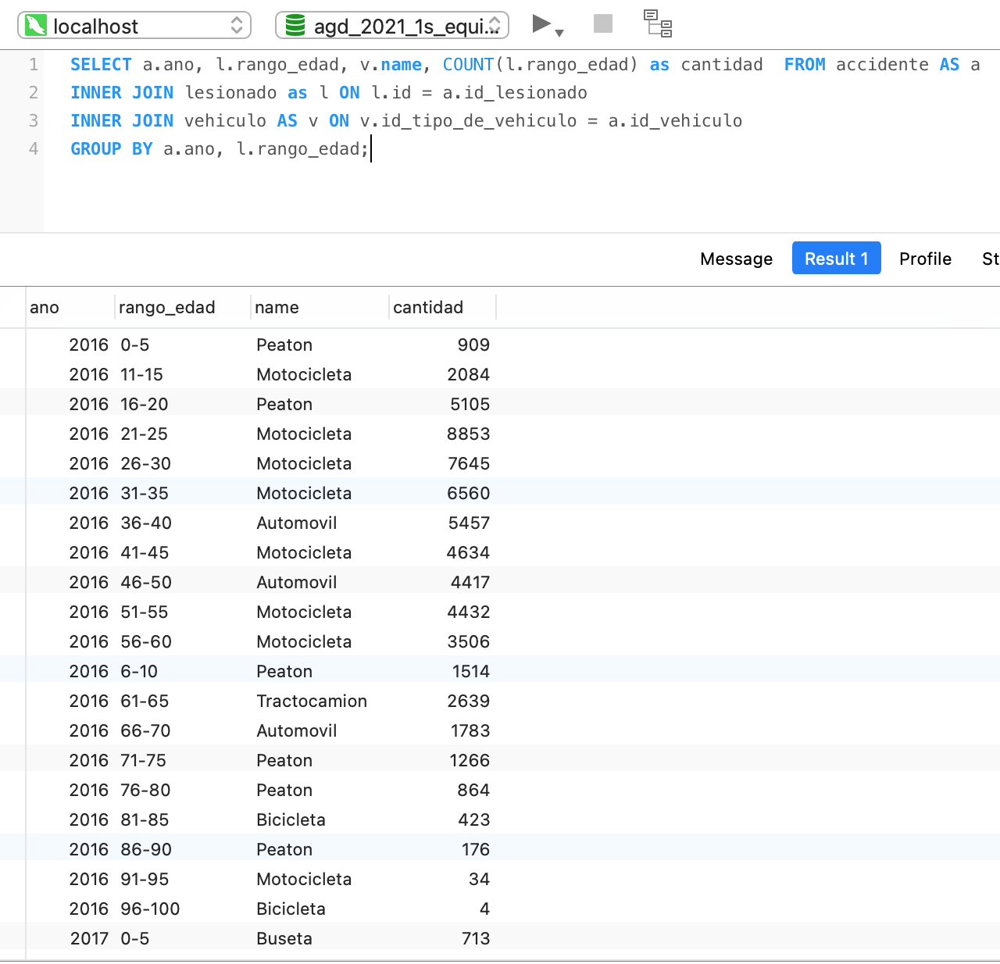 localhost agd_2021_1s_equi...
1 SELECT a.ano, l.rango_edad, v.name, COUNT(l.rango_edad) as cantidad  FROM accidente AS a
2 INNER JOIN lesionado as l ON l.id = a.id_lesionado
3 INNER JOIN vehiculo AS v ON v.id_tipo_de_vehiculo = a.id_vehiculo
4 GROUP BY a.ano, l.rango_edad;
Message Result 1 Profile St
ano rango_edad name cantidad
2016 0-5 Peaton 909
2016 11-15 Motocicleta 2084
2016 16-20 Peaton 5105
2016 21-25 Motocicleta 8853
2016 26-30 Motocicleta 7645
2016 31-35 Motocicleta 6560
2016 36-40 Automovil 5457
2016 41-45 Motocicleta 4634
2016 46-50 Automovil 4417
2016 51-55 Motocicleta 4432
2016 56-60 Motocicleta 3506
2016 6-10 Peaton 1514
2016 61-65 Tractocamion 2639
2016 66-70 Automovil 1783
2016 71-75 Peaton 1266
2016 76-80 Peaton 864
2016 81-85 Bicicleta 423
2016 86-90 Peaton 176
2016 91-95 Motocicleta 34
2016 96-100 Bicicleta 4
2017 0-5 Buseta 713